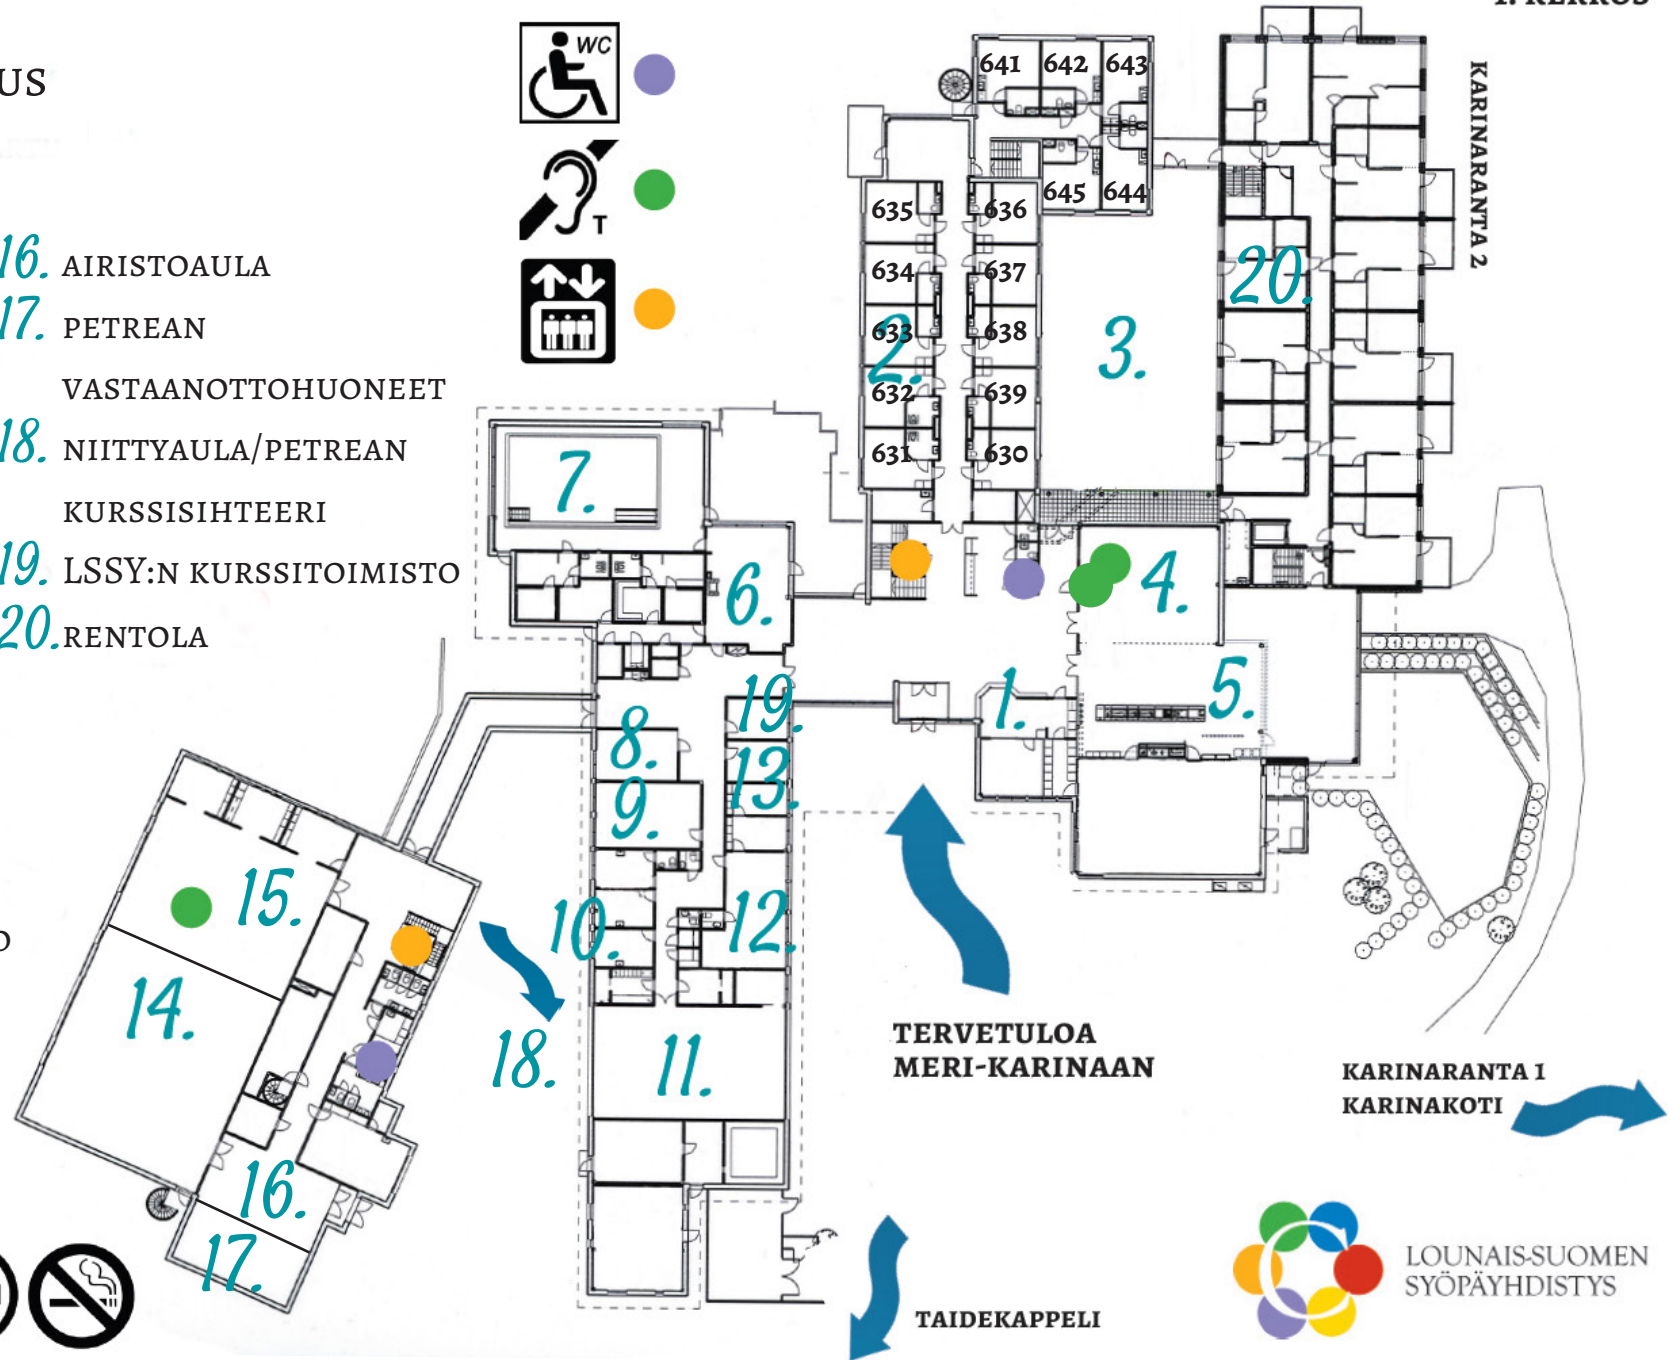 US
16. AIRISTOAULA
17. PETREAN
VASTAANOTTOHUONEET
18. NIITTYAULA/PETREAN
KURSSISIHTEERI
19. LSSY:N KURSSITOIMISTO
20. RENTOLA
WC
T
1. KERROS
KARINARANTA 2
641 642 643
645 644
635 636
634 637
633 638
632 639
631 630
2.
3.
20.
7.
6.
4.
5.
1.
19.
8.
13.
9.
15.
10.
12.
14.
18.
11.
16.
17.
TERVETULOA
MERI-KARINAAN
KARINARANTA 1
KARINAKOTI
TAIDEKAPPELI
LOUNAIS-SUOMEN
SYÖPÄYHDISTYS